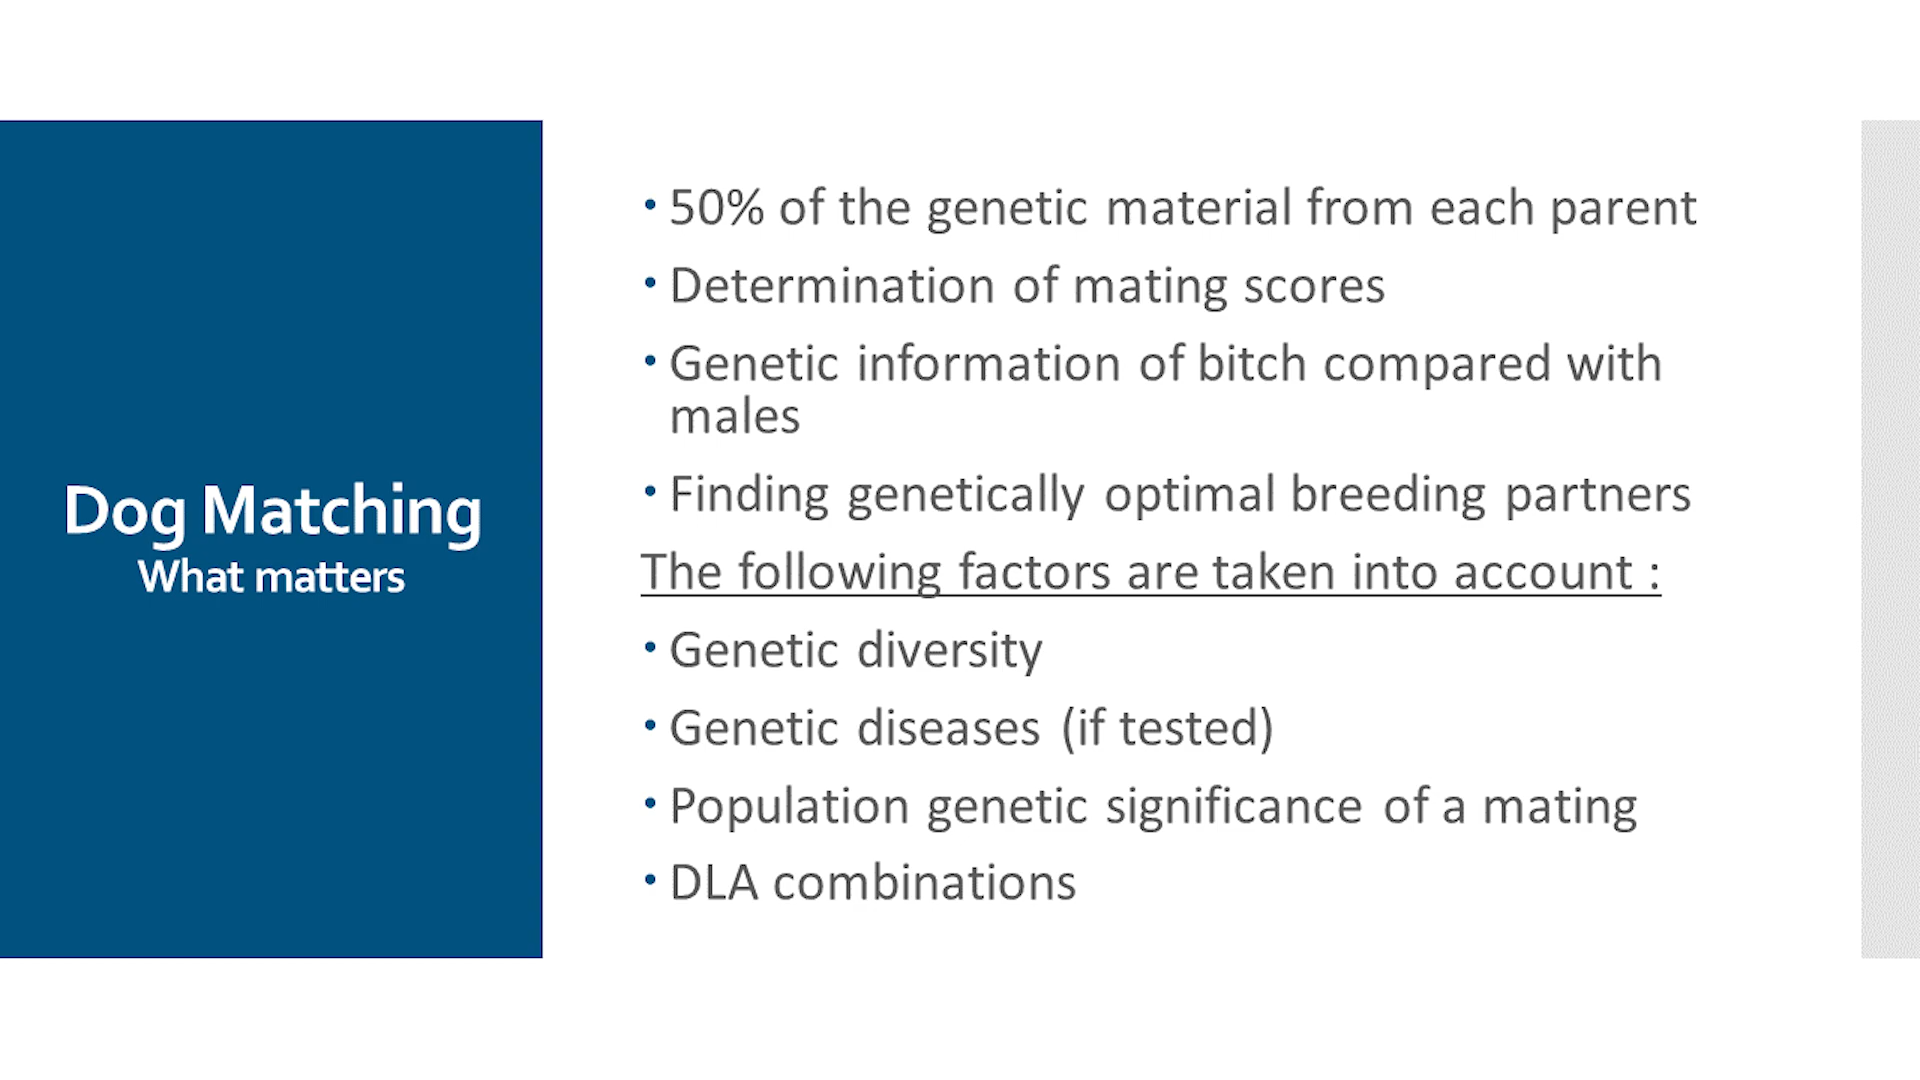 Dog Matching
What matters
• 50% of the genetic material from each parent
• Determination of mating scores
• Genetic information of bitch compared with
males
• Finding genetically optimal breeding partners
The following factors are taken into account :
• Genetic diversity
• Genetic diseases (if tested)
• Population genetic significance of a mating
• DLA combinations